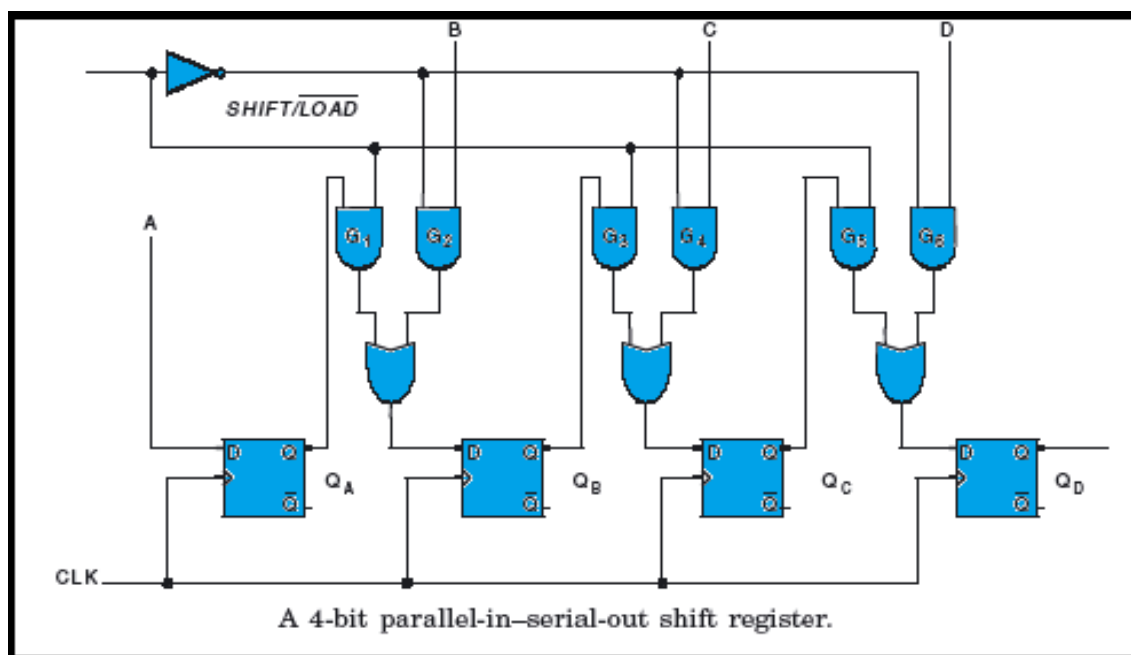 B C D
SHIFT/LOAD
A
G1 G2 G3 G4 G5 G6
D Q D Q D Q D Q
QA QB QC QD
Q Q Q Q
CLK
A 4-bit parallel-in–serial-out shift register.